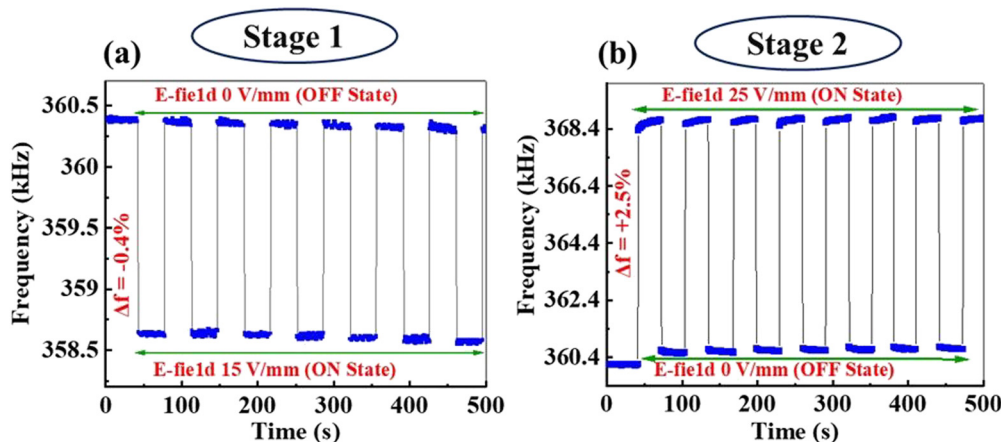 Stage 1
Stage 2
(a)
E-fie1d 0 V/mm (OFF State)
360.5
360
359.5
359
358.5
Frequency (kHz)
Δf = -0.4%
E-fie1d 15 V/mm (ON State)
0 100 200 300 400 500
Time (s)
(b)
E-fie1d 25 V/mm (ON State)
368.4
366.4
364.4
362.4
360.4
Frequency (kHz)
Δf = +2.5%
E-fie1d 0 V/mm (OFF State)
0 100 200 300 400 500
Time (s)